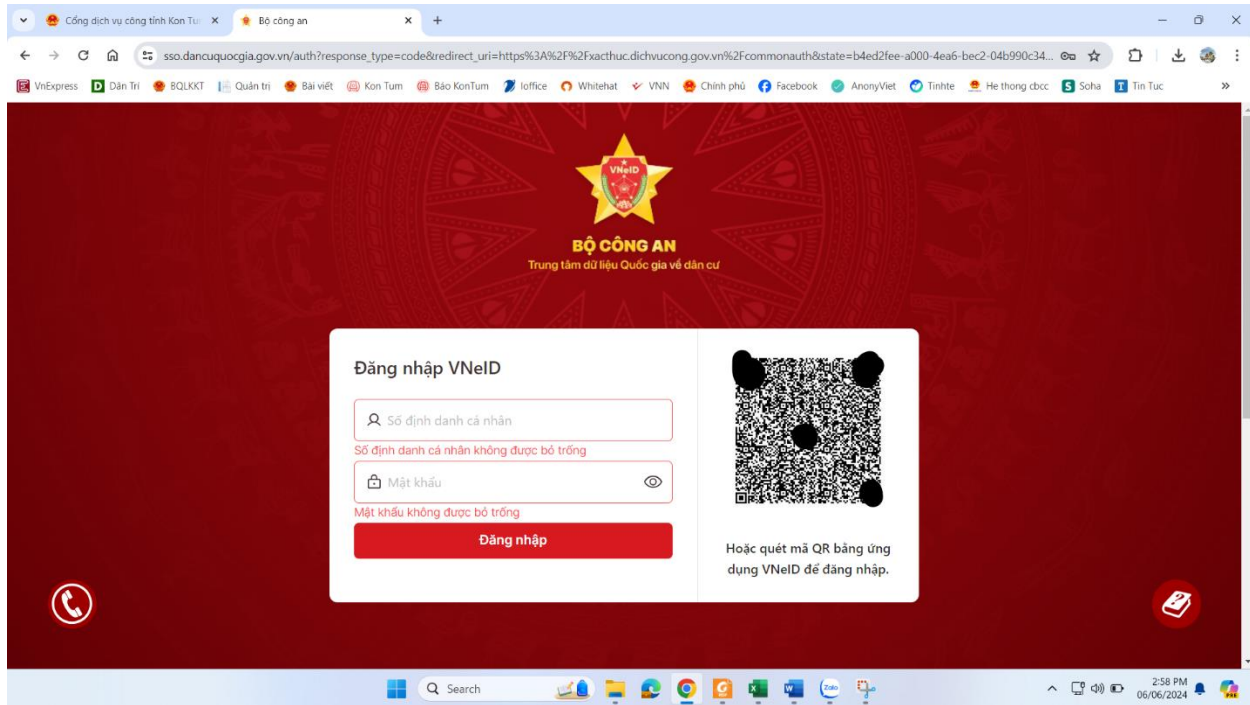 Cổng dịch vụ công tỉnh Kon Tu
Bộ công an
sso.dancuquocgia.gov.vn/auth?response_type=code&redirect_uri=https%3A%2F%2Fxacthuc.dichvucong.gov.vn%2Fcommonauth&state=b4ed2fee-a000-4ea6-bec2-04b990c34...
VnExpress Dân Trí BQLKKT Quản trị Bài viết Kon Tum Báo KonTum Ioffice Whitehat VNN Chính phủ Facebook AnonyViet Tinhte He thong cbcc Soha Tin Tuc
VNeID
BỘ CÔNG AN
Trung tâm dữ liệu Quốc gia về dân cư
Đăng nhập VNeID
Số định danh cá nhân
Số định danh cá nhân không được bỏ trống
Mật khẩu
Mật khẩu không được bỏ trống
Đăng nhập
Hoặc quét mã QR bằng ứng
dụng VNeID để đăng nhập.
Search
Zalo
2:58 PM
06/06/2024